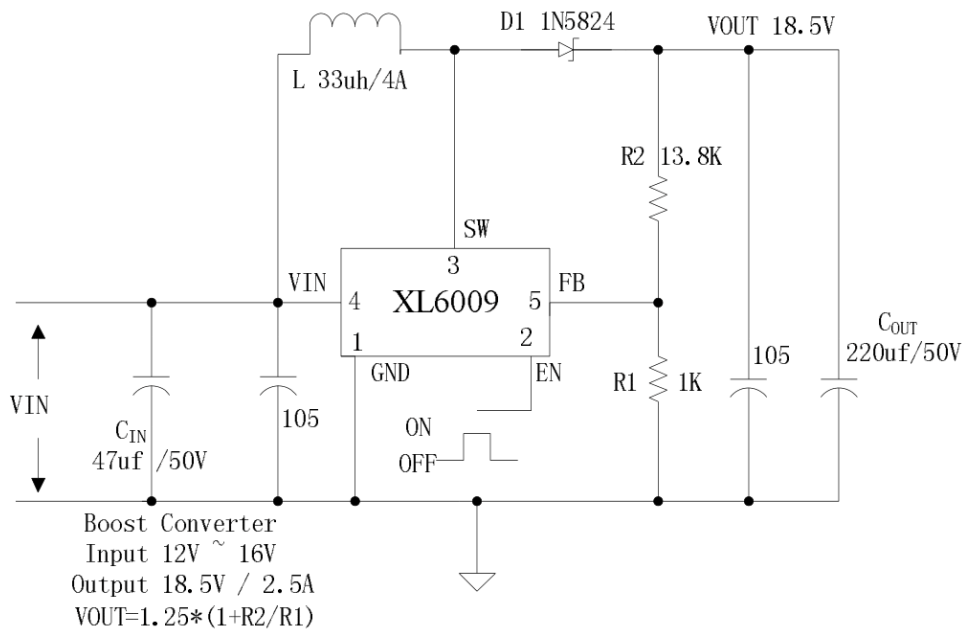 D1 1N5824
VOUT 18.5V
L 33uh/4A
R2 13.8K
SW
3
VIN
4
XL6009
5
FB
1
2
GND
EN
C_OUT
220uf/50V
105
R1 1K
VIN
C_IN
47uf /50V
105
ON
OFF
Boost Converter
Input 12V ~ 16V
Output 18.5V / 2.5A
VOUT=1.25*(1+R2/R1)